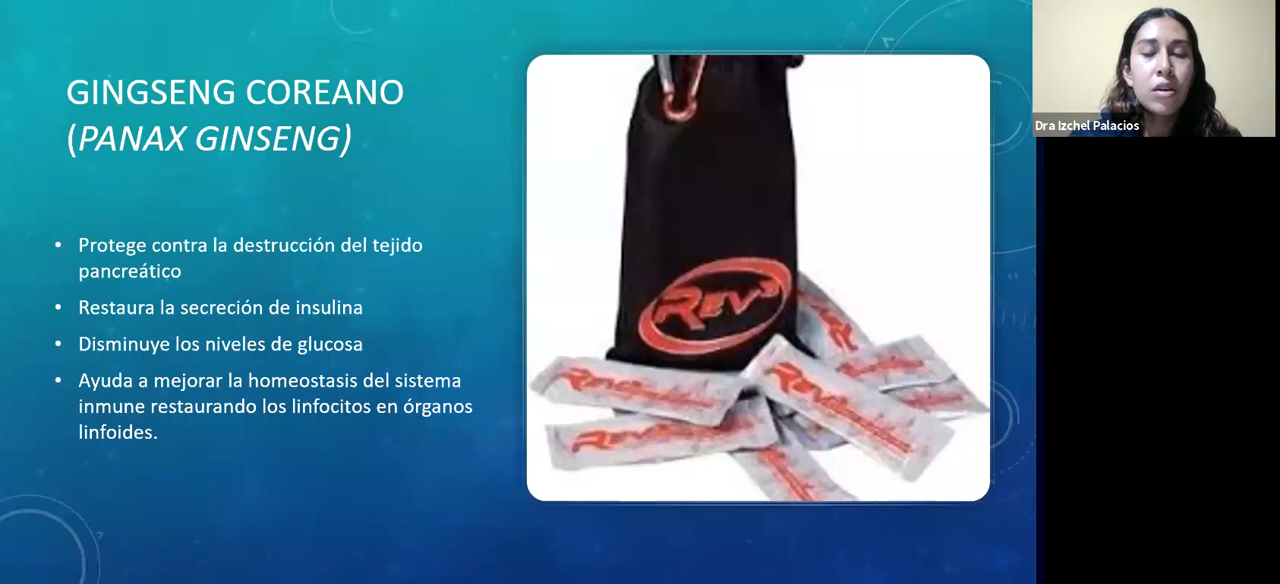 GINGSENG COREANO
(PANAX GINSENG)
• Protege contra la destrucción del tejido
pancreático
• Restaura la secreción de insulina
• Disminuye los niveles de glucosa
• Ayuda a mejorar la homeostasis del sistema
inmune restaurando los linfocitos en órganos
linfoides.
REV3
Dra Izchel Palacios